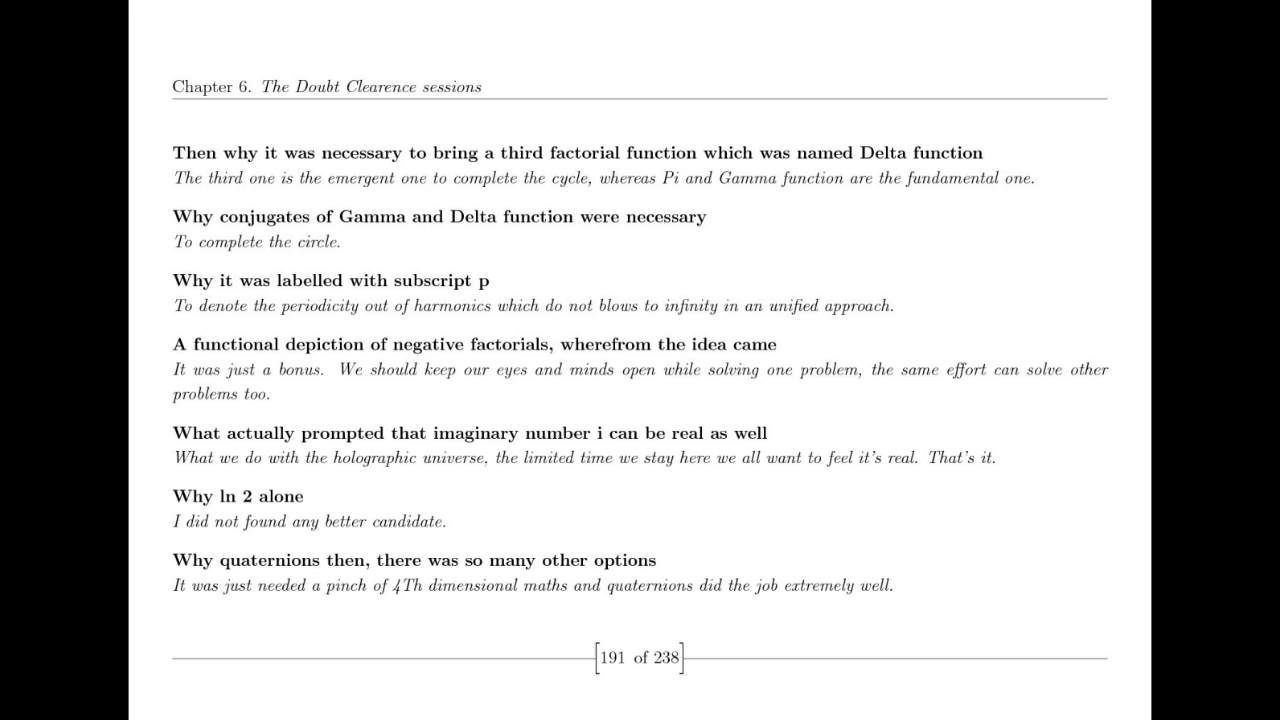 Chapter 6. The Doubt Clearence sessions
Then why it was necessary to bring a third factorial function which was named Delta function
The third one is the emergent one to complete the cycle, whereas Pi and Gamma function are the fundamental one.
Why conjugates of Gamma and Delta function were necessary
To complete the circle.
Why it was labelled with subscript p
To denote the periodicity out of harmonics which do not blows to infinity in an unified approach.
A functional depiction of negative factorials, wherefrom the idea came
It was just a bonus. We should keep our eyes and minds open while solving one problem, the same effort can solve other
problems too.
What actually prompted that imaginary number i can be real as well
What we do with the holographic universe, the limited time we stay here we all want to feel it's real. That's it.
Why ln 2 alone
I did not found any better candidate.
Why quaternions then, there was so many other options
It was just needed a pinch of 4Th dimensional maths and quaternions did the job extremely well.
[191 of 238]